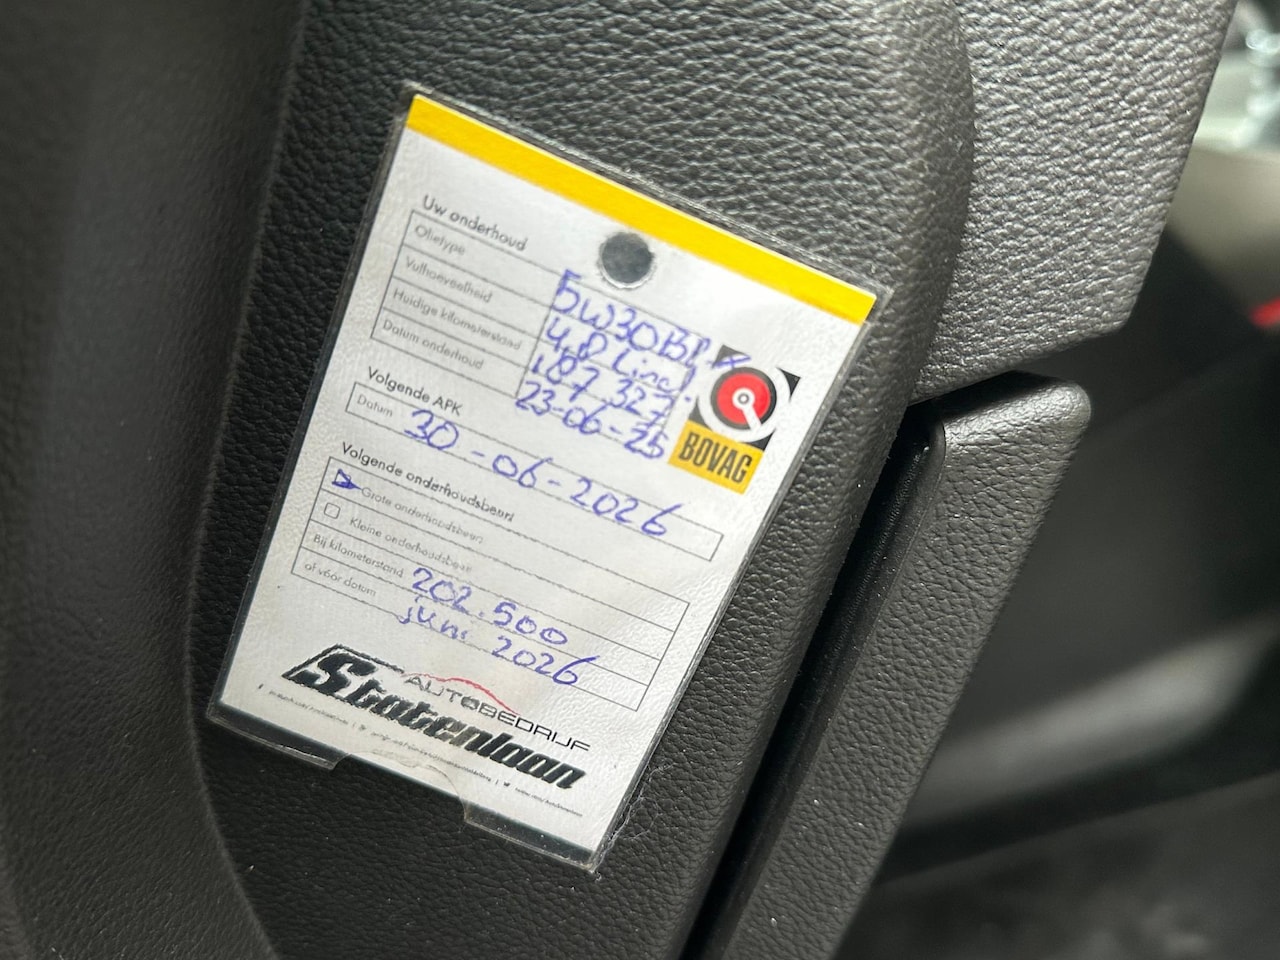 Uw onderhoud
Olietype 5W30
Vulhoeveelheid 4,8
Huidige kilometerstand 187 327
Datum onderhoud 23-06-25
BOVAG
Volgende APK
Datum 30-06-2026
Volgende onderhoudsbeurt
Grote onderhoudsbeurt
Kleine onderhoudsbeurt
Bij kilometerstand 202.500
of vóór datum juni 2026
AUTOBEDRIJF
Statenlaan